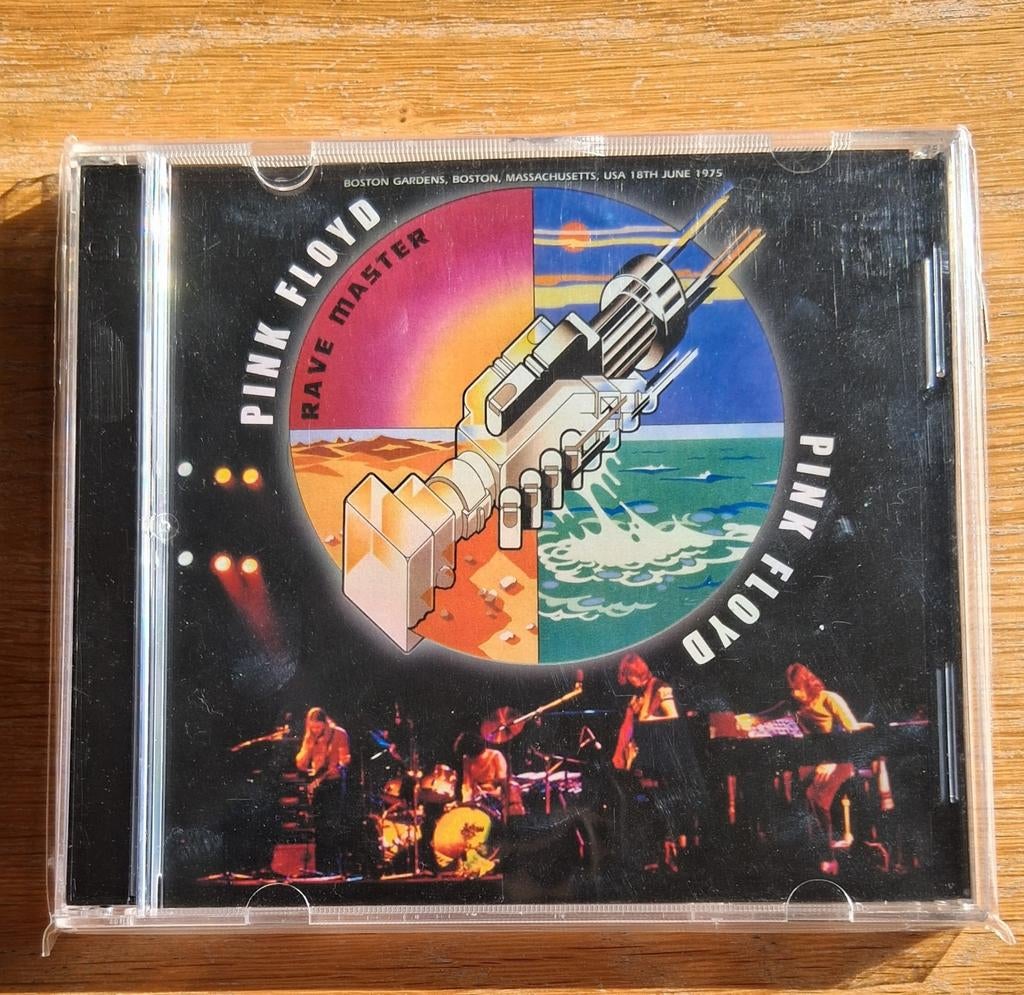 BOSTON GARDENS, BOSTON, MASSACHUSETTS, USA 18TH JUNE 1975
PINK FLOYD
RAVE MASTER
PINK FLOYD